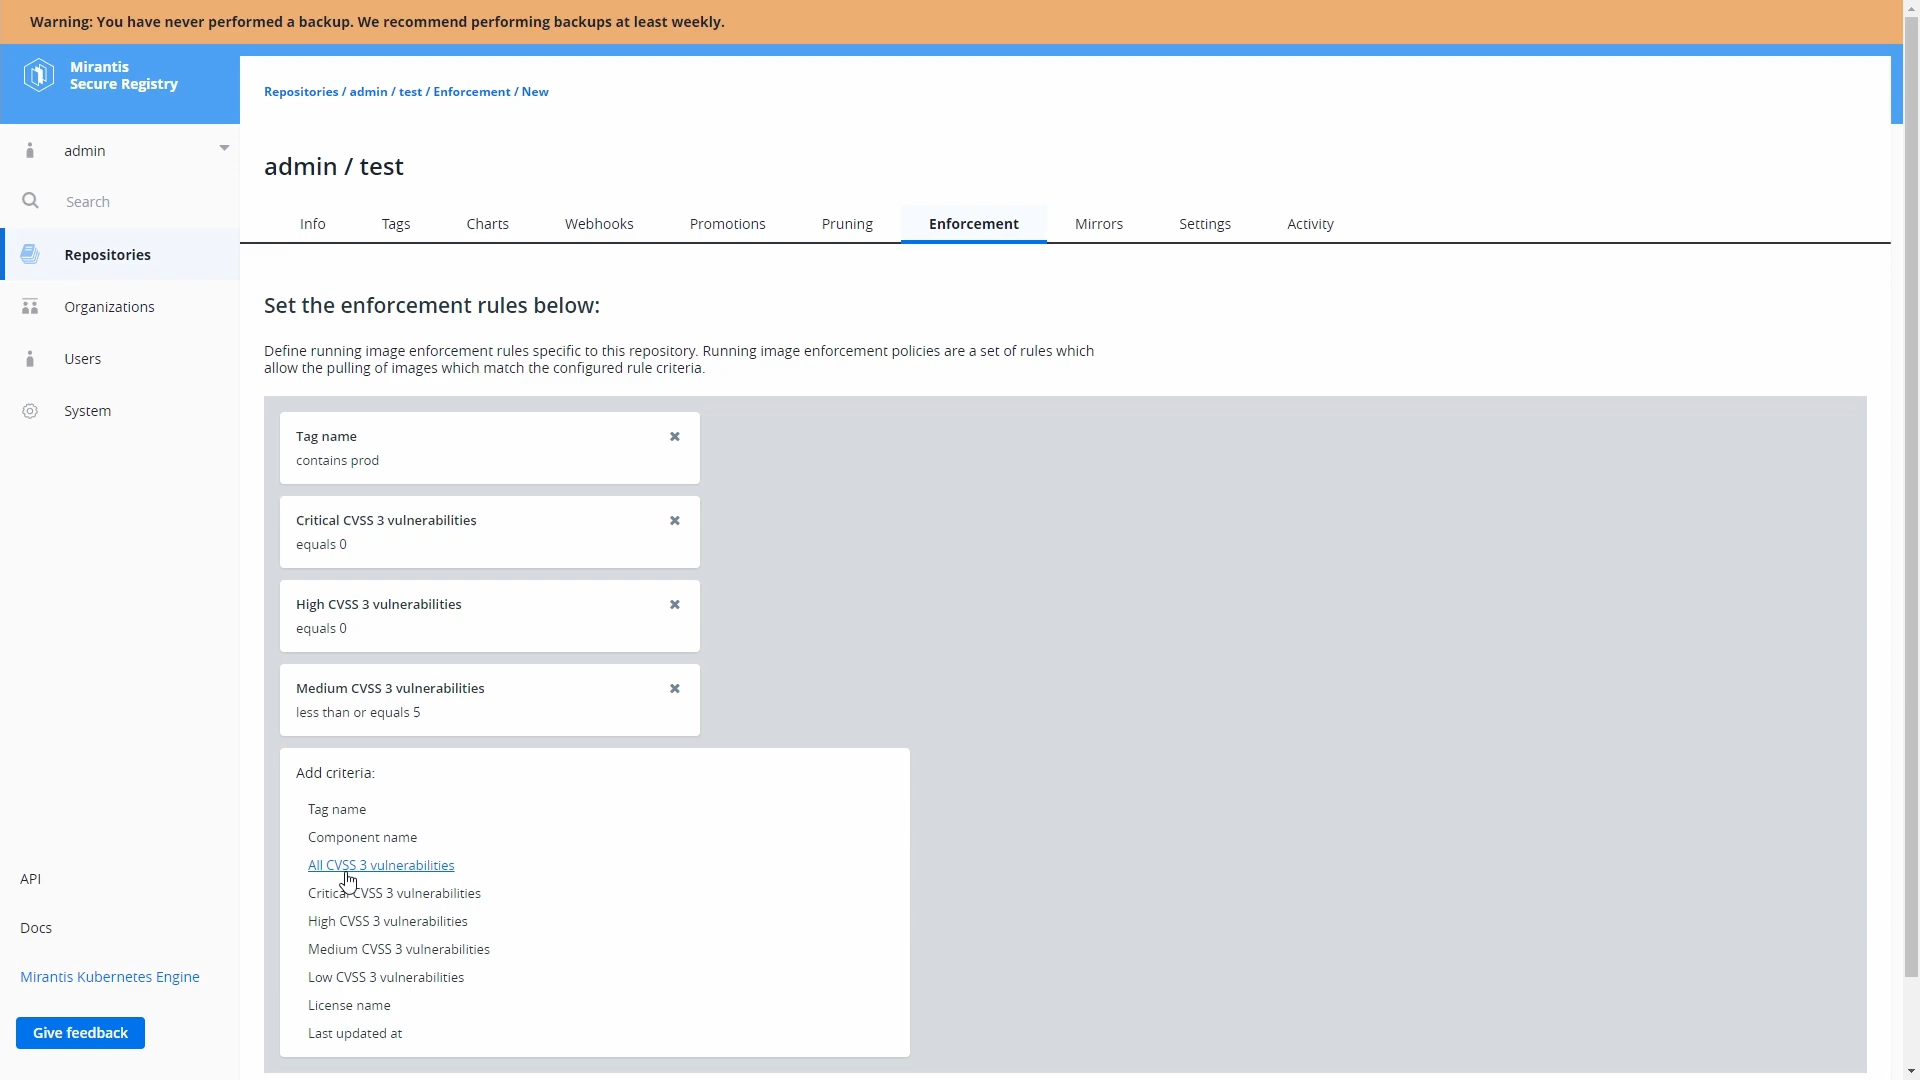 Warning: You have never performed a backup. We recommend performing backups at least weekly.
Mirantis
Secure Registry
admin
Search
Repositories
Organizations
Users
System
API
Docs
Mirantis Kubernetes Engine
Give feedback
Repositories / admin / test / Enforcement / New
admin / test
Info Tags Charts Webhooks Promotions Pruning Enforcement Mirrors Settings Activity
Set the enforcement rules below:
Define running image enforcement rules specific to this repository. Running image enforcement policies are a set of rules which
allow the pulling of images which match the configured rule criteria.
Tag name
contains prod
Critical CVSS 3 vulnerabilities
equals 0
High CVSS 3 vulnerabilities
equals 0
Medium CVSS 3 vulnerabilities
less than or equals 5
Add criteria:
Tag name
Component name
All CVSS 3 vulnerabilities
Critical CVSS 3 vulnerabilities
High CVSS 3 vulnerabilities
Medium CVSS 3 vulnerabilities
Low CVSS 3 vulnerabilities
License name
Last updated at